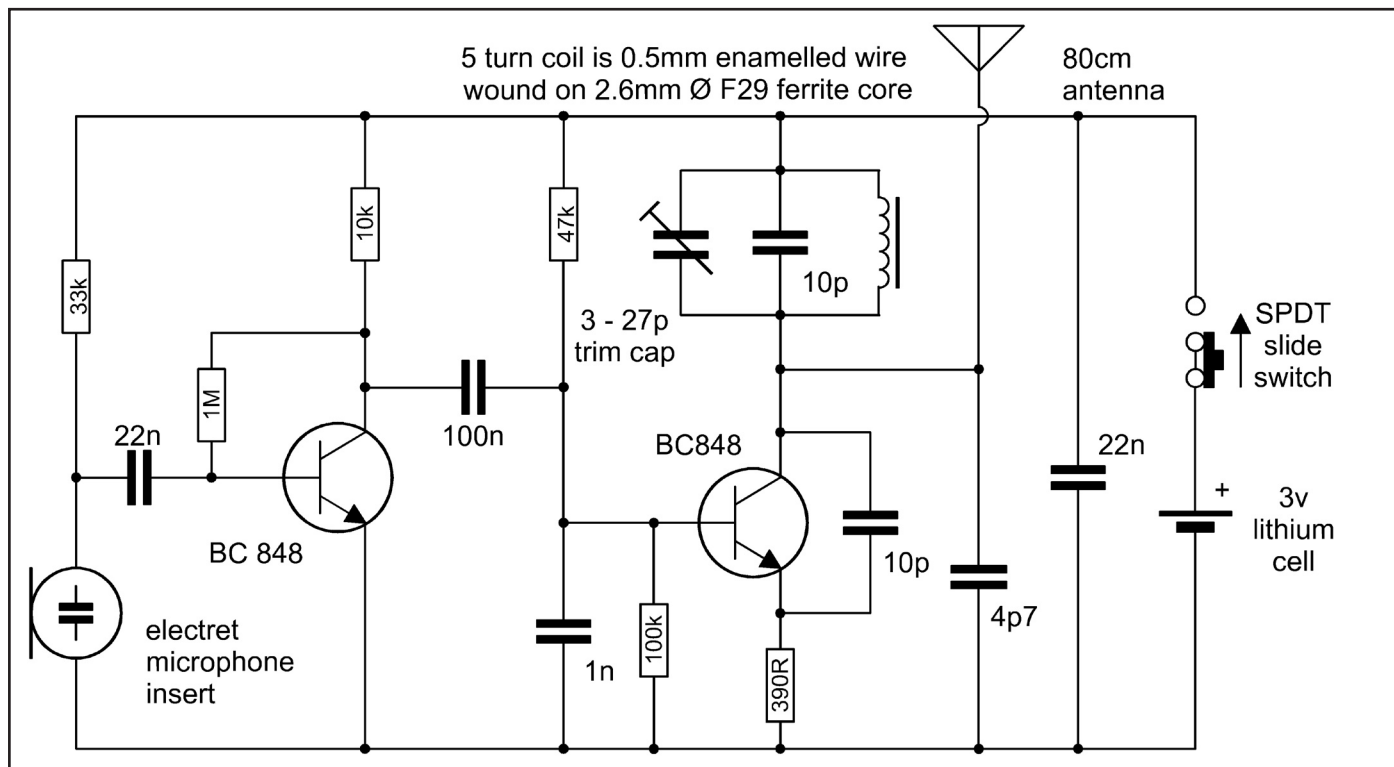 5 turn coil is 0.5mm enamelled wire
wound on 2.6mm Ø F29 ferrite core
80cm
antenna
33k
10k
47k
10p
3 - 27p
trim cap
SPDT
slide
switch
1M
22n
100n
BC848
22n
+
3v
lithium
cell
BC 848
10p
4p7
electret
microphone
insert
1n
100k
390R